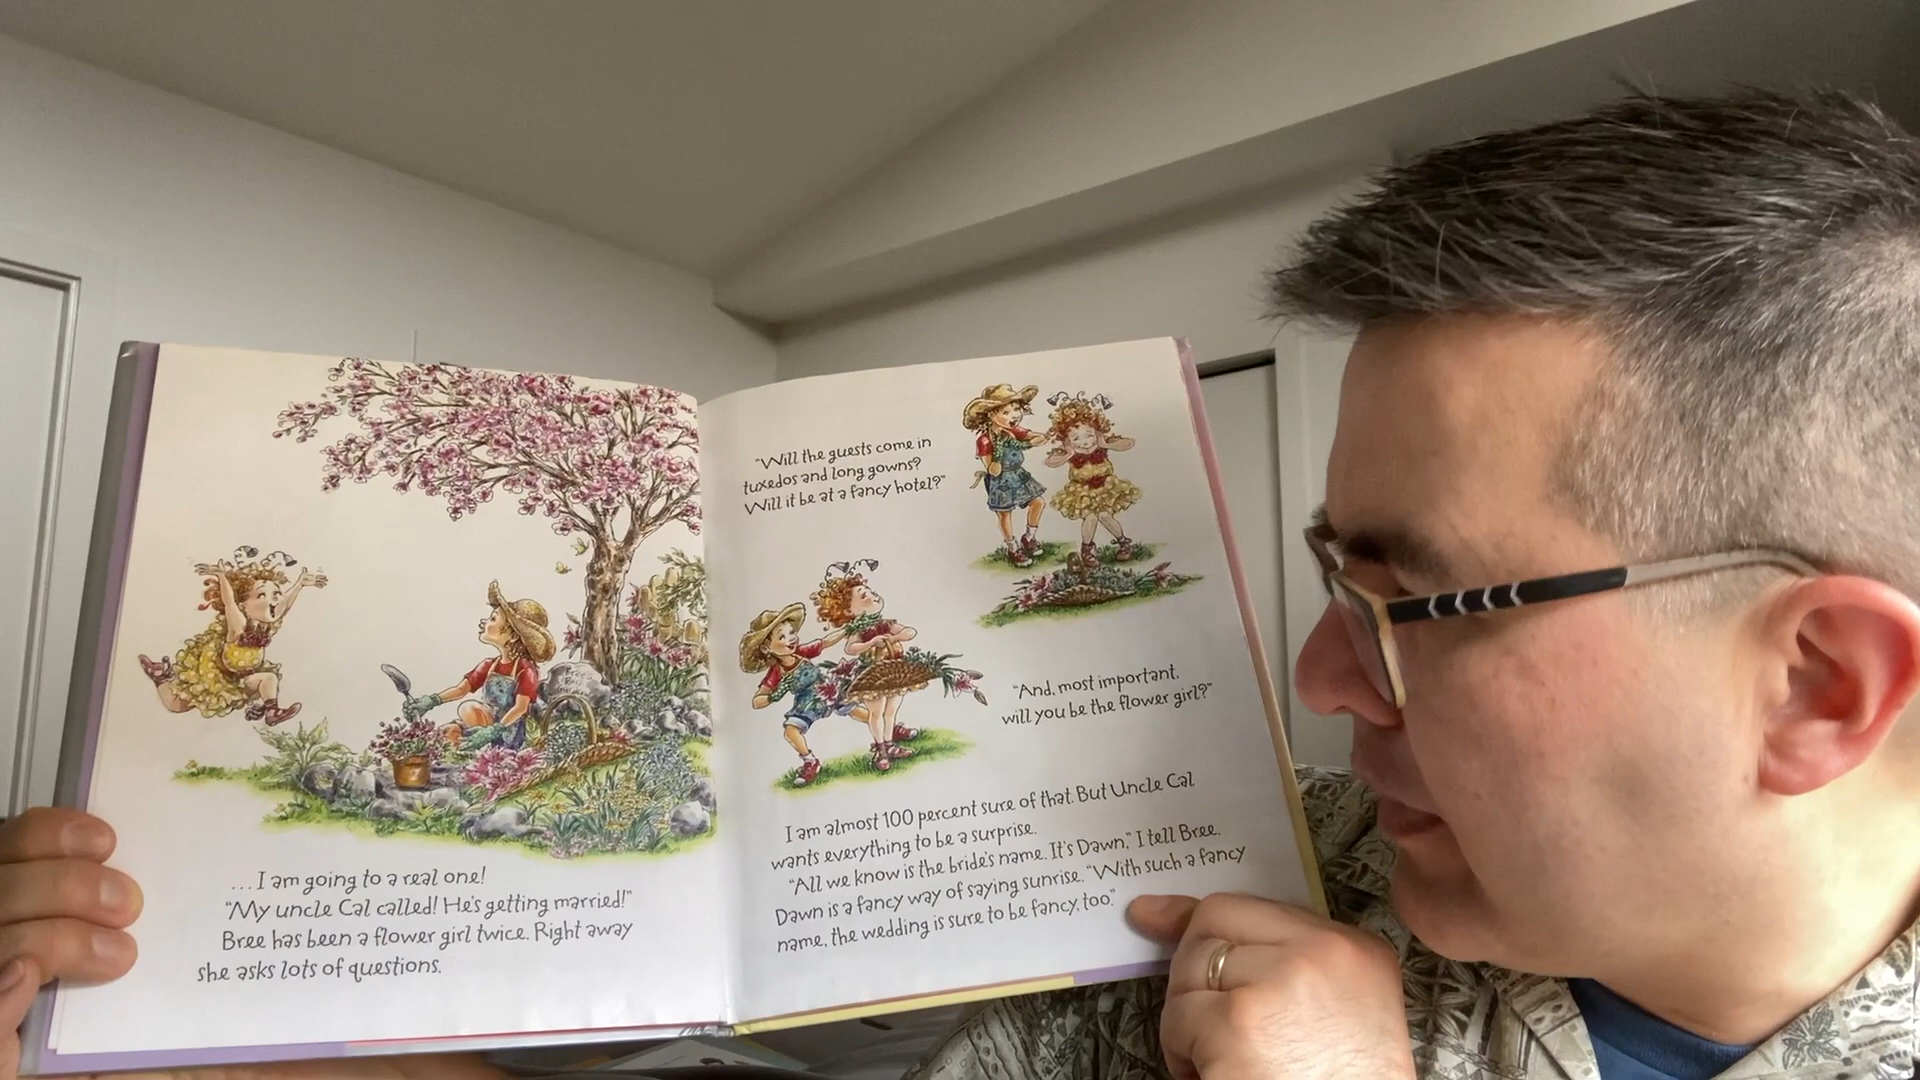 ...I am going to a real one!
"My uncle Cal called! He's getting married!"
Bree has been a flower girl twice. Right away
she asks lots of questions.
"Will the guests come in
tuxedos and long gowns?
Will it be at a fancy hotel?"
"And, most important,
will you be the flower girl?"
I am almost 100 percent sure of that. But Uncle Cal
wants everything to be a surprise.
"All we know is the bride's name. It's Dawn," I tell Bree.
Dawn is a fancy way of saying sunrise. "With such a fancy
name, the wedding is sure to be fancy, too."